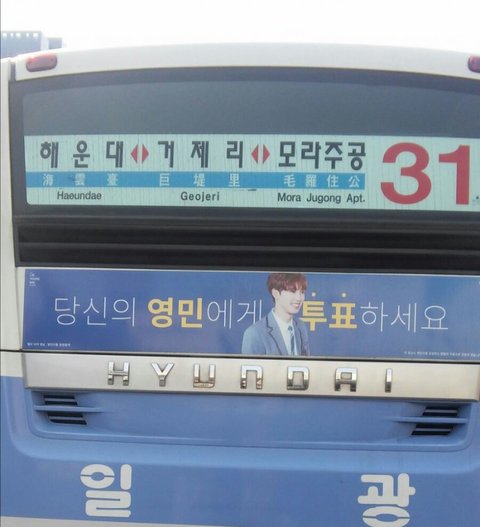 해운대 ↔ 거제리 ↔ 모라주공 31
海雲臺 巨堤里 毛羅住公
Haeundae Geojeri Mora Jugong Apt.
당신의 영민에게 투표하세요
HYUNDAI
일광